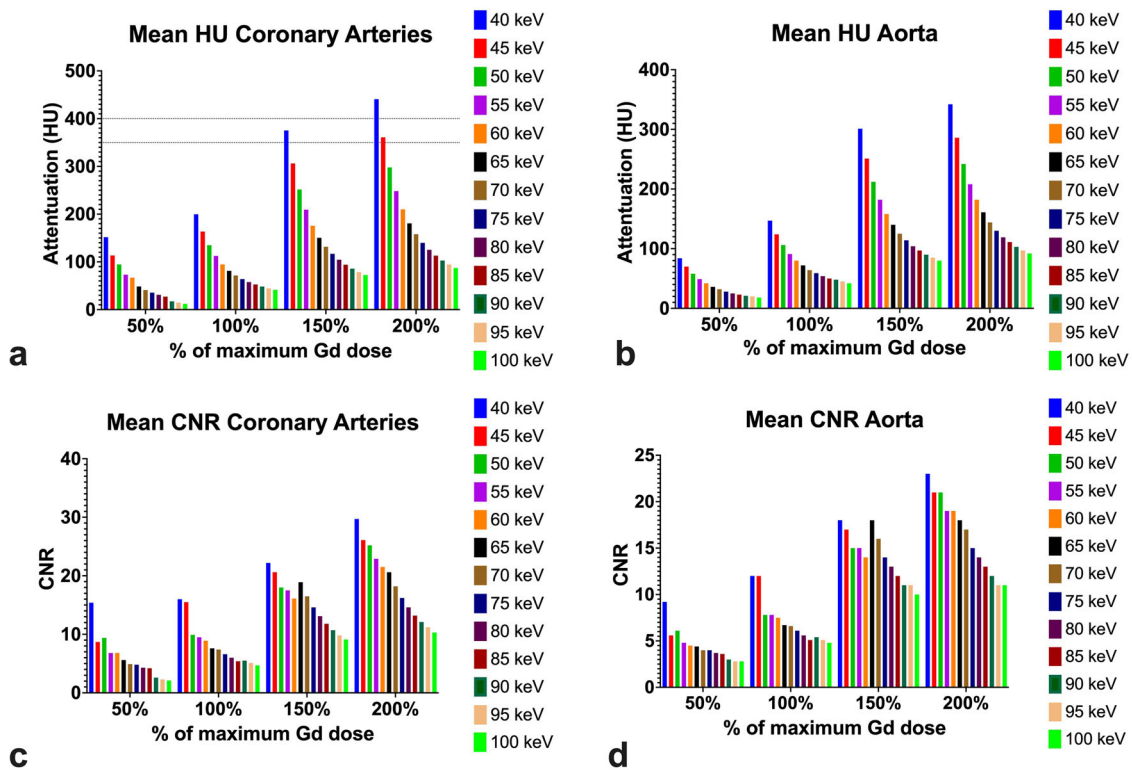 Mean HU Coronary Arteries
500
400
300
200
100
0
Attentuation (HU)
50%
100%
150%
200%
% of maximum Gd dose
40 keV
45 keV
50 keV
55 keV
60 keV
65 keV
70 keV
75 keV
80 keV
85 keV
90 keV
95 keV
100 keV
a
Mean HU Aorta
400
300
200
100
0
Attentuation (HU)
50%
100%
150%
200%
% of maximum Gd dose
40 keV
45 keV
50 keV
55 keV
60 keV
65 keV
70 keV
75 keV
80 keV
85 keV
90 keV
95 keV
100 keV
b
Mean CNR Coronary Arteries
40
30
20
10
0
CNR
50%
100%
150%
200%
% of maximum Gd dose
40 keV
45 keV
50 keV
55 keV
60 keV
65 keV
70 keV
75 keV
80 keV
85 keV
90 keV
95 keV
100 keV
c
Mean CNR Aorta
25
20
15
10
5
0
CNR
50%
100%
150%
200%
% of maximum Gd dose
40 keV
45 keV
50 keV
55 keV
60 keV
65 keV
70 keV
75 keV
80 keV
85 keV
90 keV
95 keV
100 keV
d